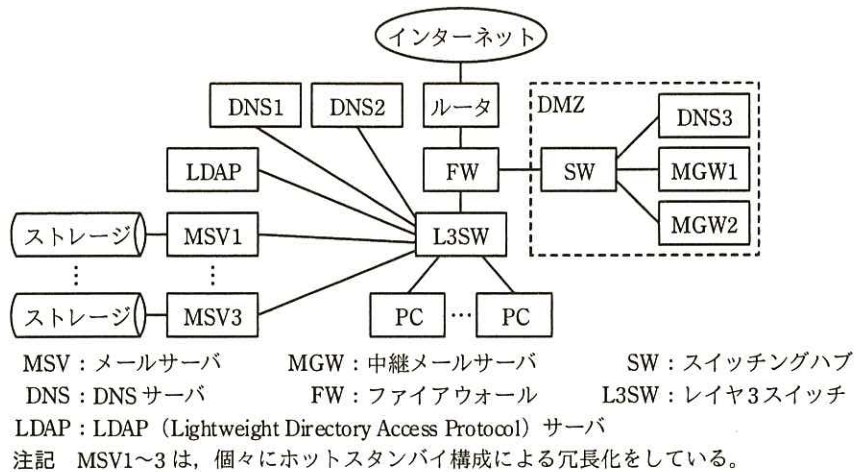 インターネット
DNS1
DNS2
ルータ
DMZ
DNS3
LDAP
FW
SW
MGW1
MGW2
ストレージ
MSV1
L3SW
⋮
⋮
ストレージ
MSV3
PC
…
PC
MSV：メールサーバ
MGW：中継メールサーバ
SW：スイッチングハブ
DNS：DNSサーバ
FW：ファイアウォール
L3SW：レイヤ3スイッチ
LDAP：LDAP（Lightweight Directory Access Protocol）サーバ
注記　MSV1～3は，個々にホットスタンバイ構成による冗長化をしている。